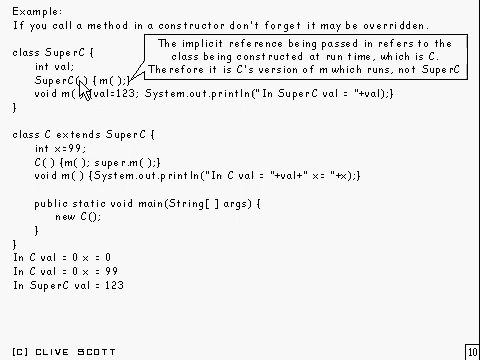 Example:
If you call a method in a constructor don't forget it may be overridden.
The implicit reference being passed in refers to the
class being constructed at run time, which is C.
Therefore it is C's version of m which runs, not SuperC
class SuperC {
int val;
SuperC( ) {m( );}
void m( ) {val=123; System.out.println("In SuperC val = "+val);}
}
class C extends SuperC {
int x=99;
C( ) {m( ); super.m( );}
void m( ) {System.out.println("In C val = "+val+" x= "+x);}
public static void main(String[ ] args) {
new C();
}
}
In C val = 0 x = 0
In C val = 0 x = 99
In SuperC val = 123
[C] CLIVE SCOTT
10